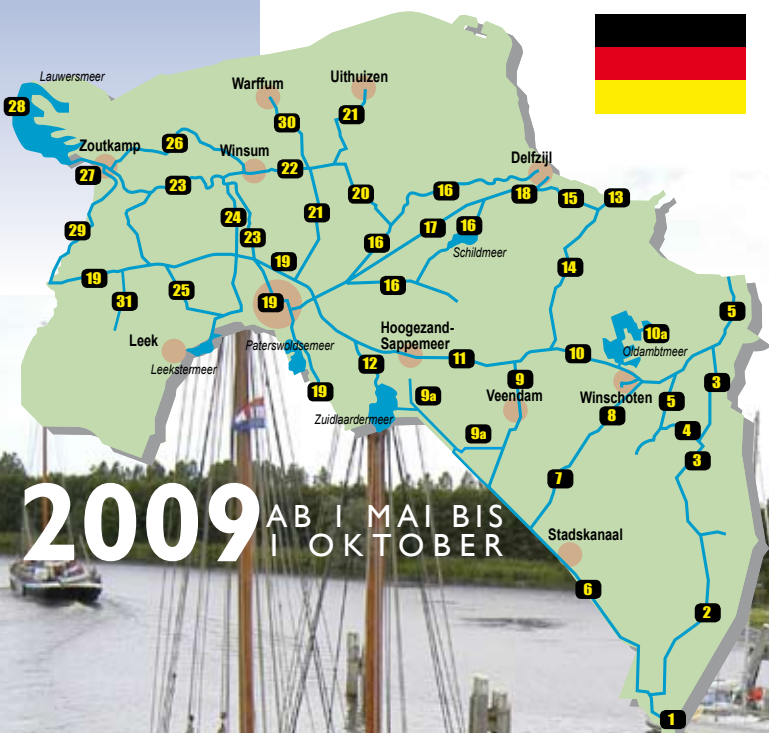 Lauwersmeer
Warffum
Uithuizen
28
30
21
Zoutkamp
26
Winsum
22
Delfzijl
27
23
20
16
18
15
13
24
21
17
16
29
23
16
Schildmeer
19
19
14
31
25
19
16
5
Hoogezand-
Sappemeer
10a
Leek
Paterswoldsemeer
Oldambtmeer
Leekstermeer
12
11
10
19
9
3
9a
Veendam
Winschoten
5
Zuidlaardermeer
8
9a
4
3
7
2009 AB 1 MAI BIS
1 OKTOBER
Stadskanaal
6
2
1